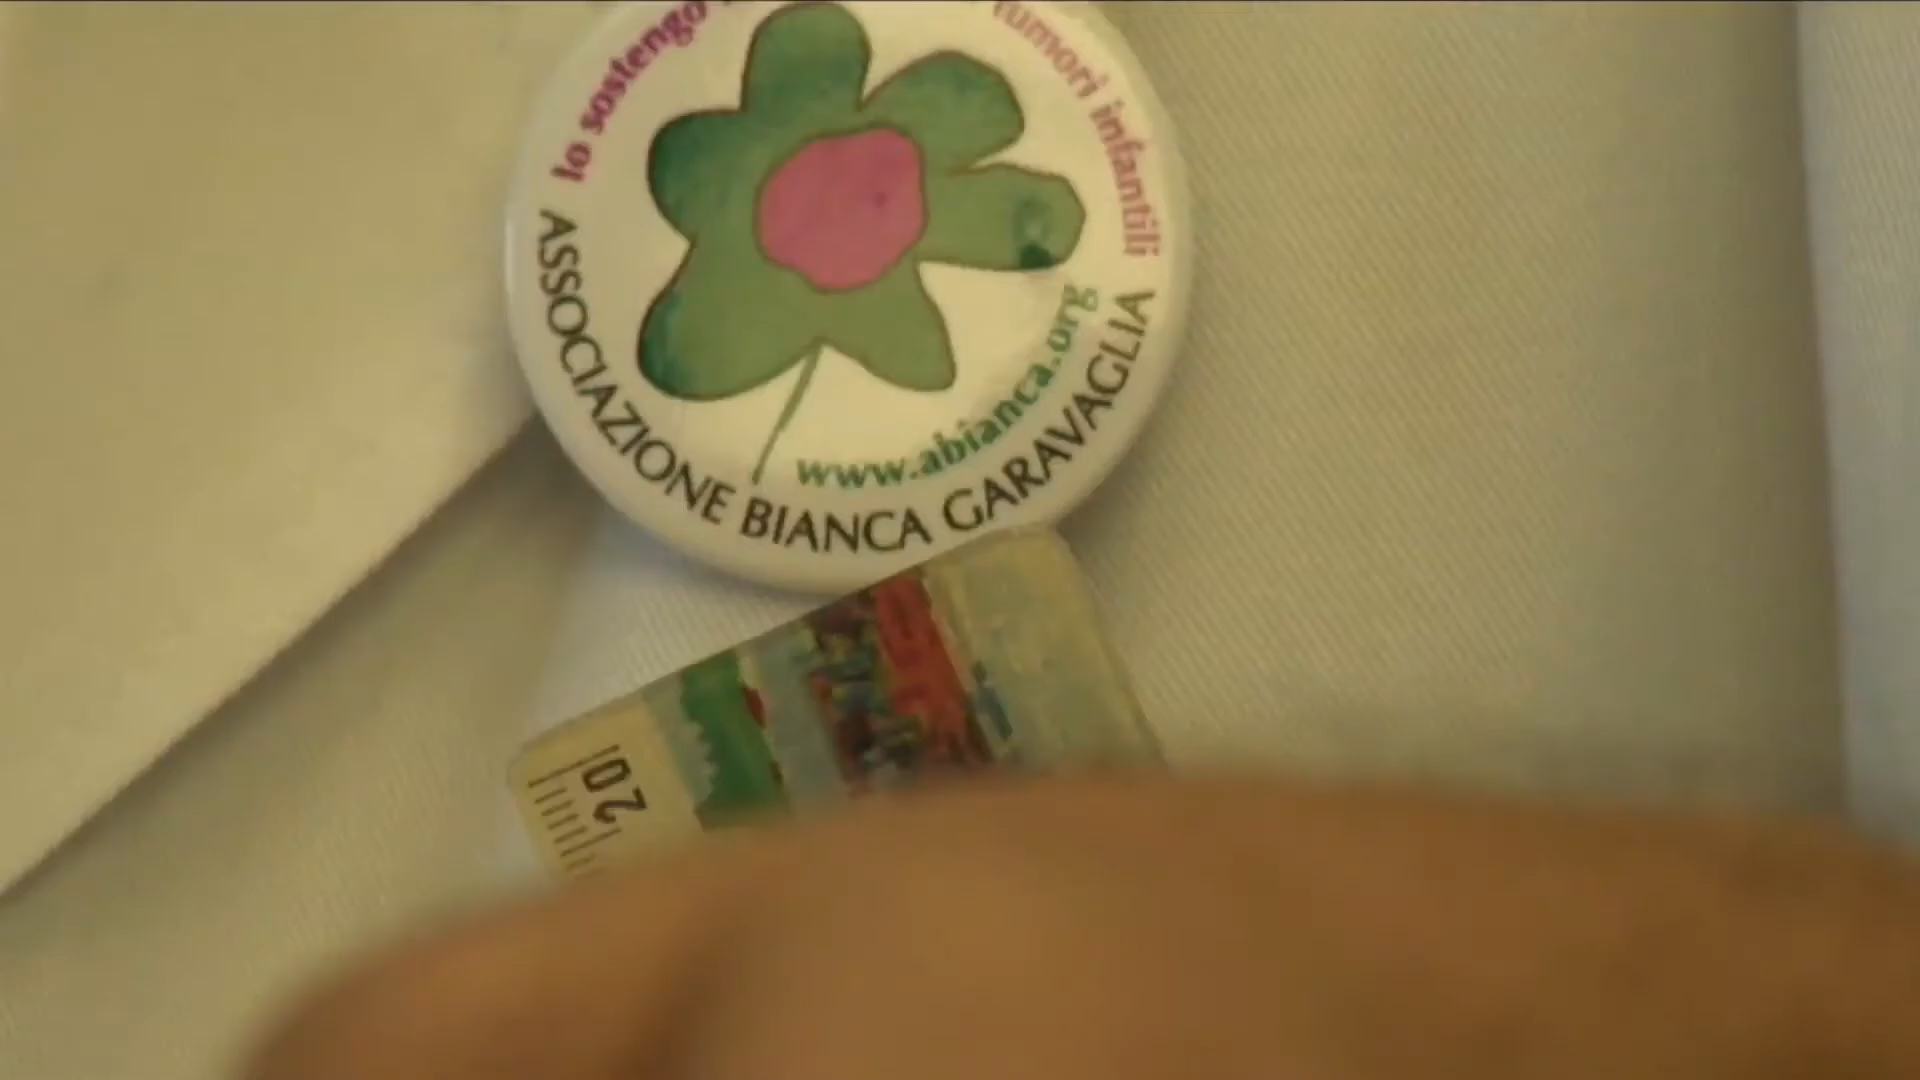 Io sostengo
tumori infantili
www.abianca.org
ASSOCIAZIONE BIANCA GARAVAGLIA
20